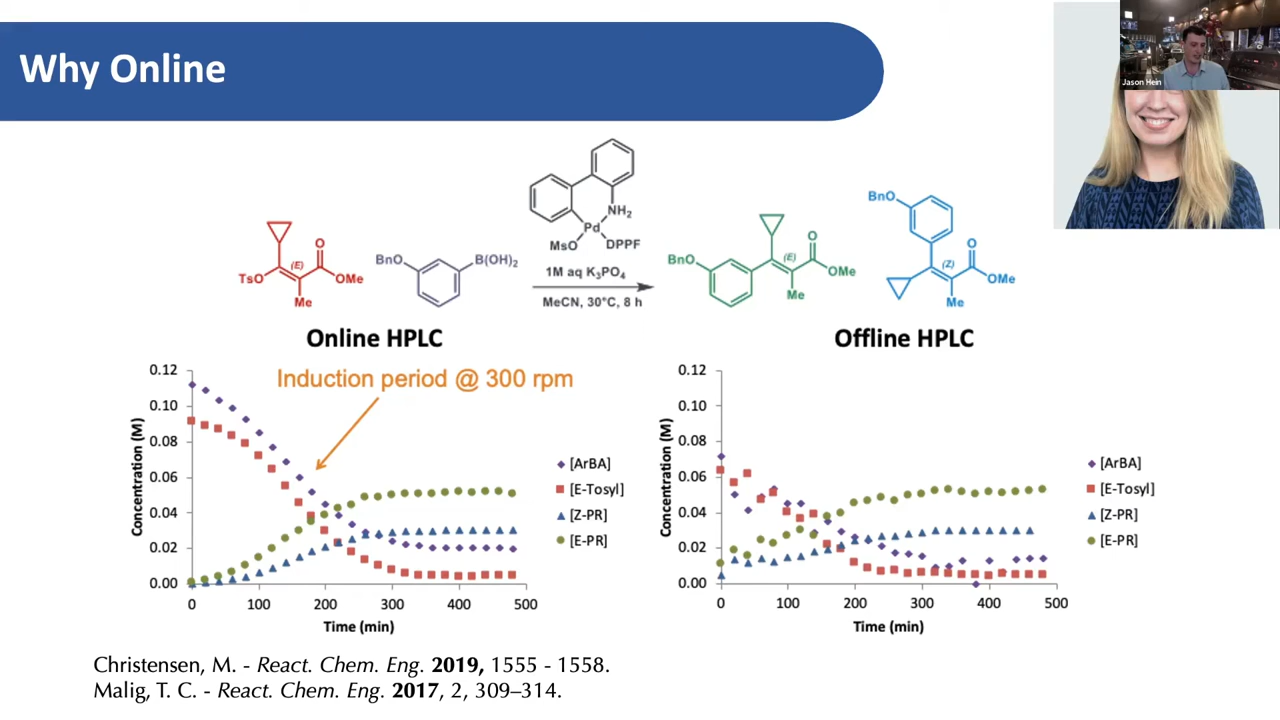 Why Online
Jason Hein
NH₂
Pd
MsO
DPPF
1M aq K₃PO₄
MeCN, 30°C, 8 h
TsO
(E)
O
OMe
Me
BnO
B(OH)₂
BnO
(E)
O
OMe
Me
BnO
(Z)
O
OMe
Me
Online HPLC
Offline HPLC
Induction period @ 300 rpm
Concentration (M)
0.12
0.10
0.08
0.06
0.04
0.02
0.00
0 100 200 300 400 500
Time (min)
[ArBA]
[E-Tosyl]
[Z-PR]
[E-PR]
Concentration (M)
0.12
0.10
0.08
0.06
0.04
0.02
0.00
0 100 200 300 400 500
Time (min)
[ArBA]
[E-Tosyl]
[Z-PR]
[E-PR]
Christensen, M. - React. Chem. Eng. 2019, 1555 - 1558.
Malig, T. C. - React. Chem. Eng. 2017, 2, 309–314.